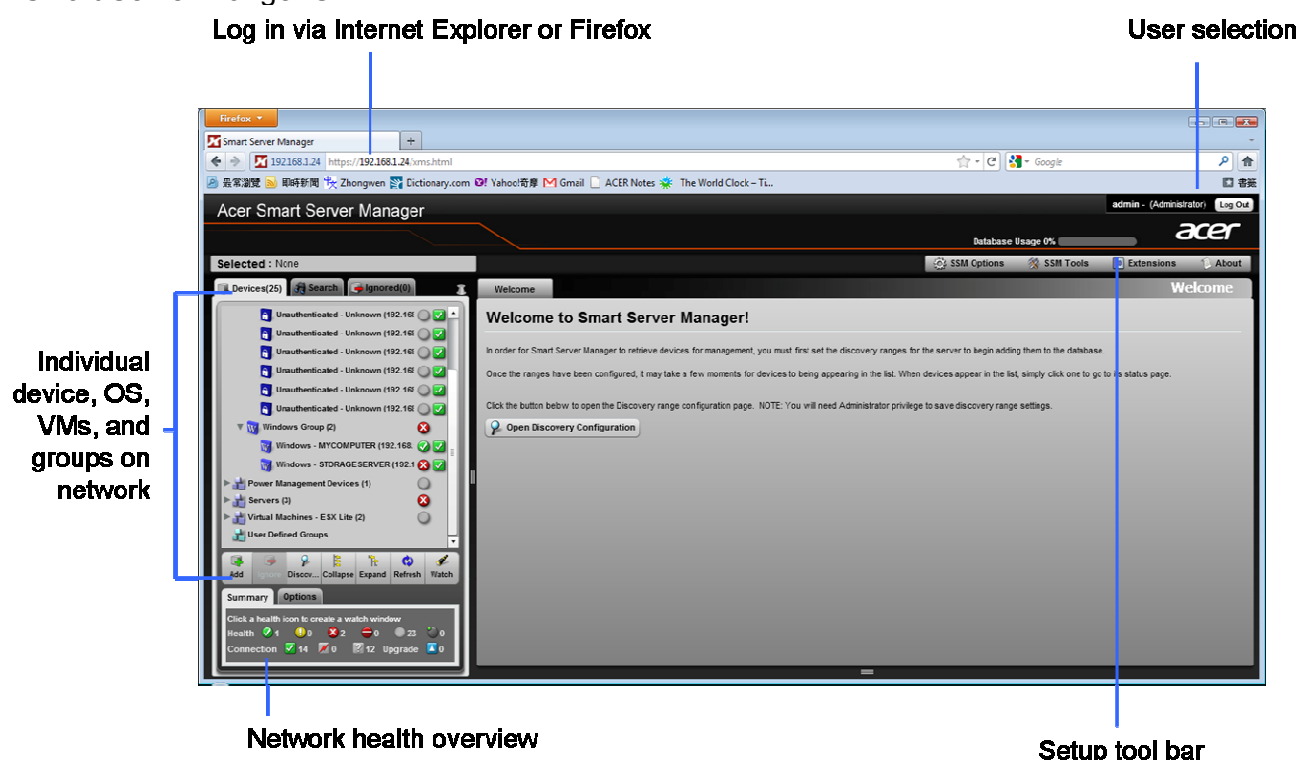 Log in via Internet Explorer or Firefox
User selection
Firefox
Smart Server Manager
192.168.1.24 https://192.168.1.24/xms.html
Google
最常瀏覽 即時新聞 Zhongwen Dictionary.com Yahoo!奇摩 Gmail ACER Notes The World Clock – Ti...
書籤
Acer Smart Server Manager
admin - (Administrator) Log Out
acer
Database Usage 0%
Selected : None
SSM Options SSM Tools Extensions About
Devices(25) Search Ignored(0)
Welcome
Welcome
Unauthenticated - Unknown (192.168
Unauthenticated - Unknown (192.168
Unauthenticated - Unknown (192.168
Unauthenticated - Unknown (192.168
Unauthenticated - Unknown (192.168
Unauthenticated - Unknown (192.168
Windows Group (2)
Windows - MYCOMPUTER (192.168.
Windows - STORAGESERVER (192.1
Power Management Devices (1)
Servers (3)
Virtual Machines - ESX Lite (2)
User Defined Groups
Add Ignore Discov... Collapse Expand Refresh Watch
Summary Options
Click a health icon to create a watch window
Health 1 0 2 0 23 0
Connection 14 0 12 Upgrade 0
Welcome to Smart Server Manager!
In order for Smart Server Manager to retrieve devices for management, you must first set the discovery ranges for the server to begin adding them to the database
Once the ranges have been configured, it may take a few moments for devices to being appearing in the list. When devices appear in the list, simply click one to go to its status page.
Click the button below to open the Discovery range configuration page. NOTE: You will need Administrator privilege to save discovery range settings.
Open Discovery Configuration
Individual
device, OS,
VMs, and
groups on
network
Network health overview
Setup tool bar